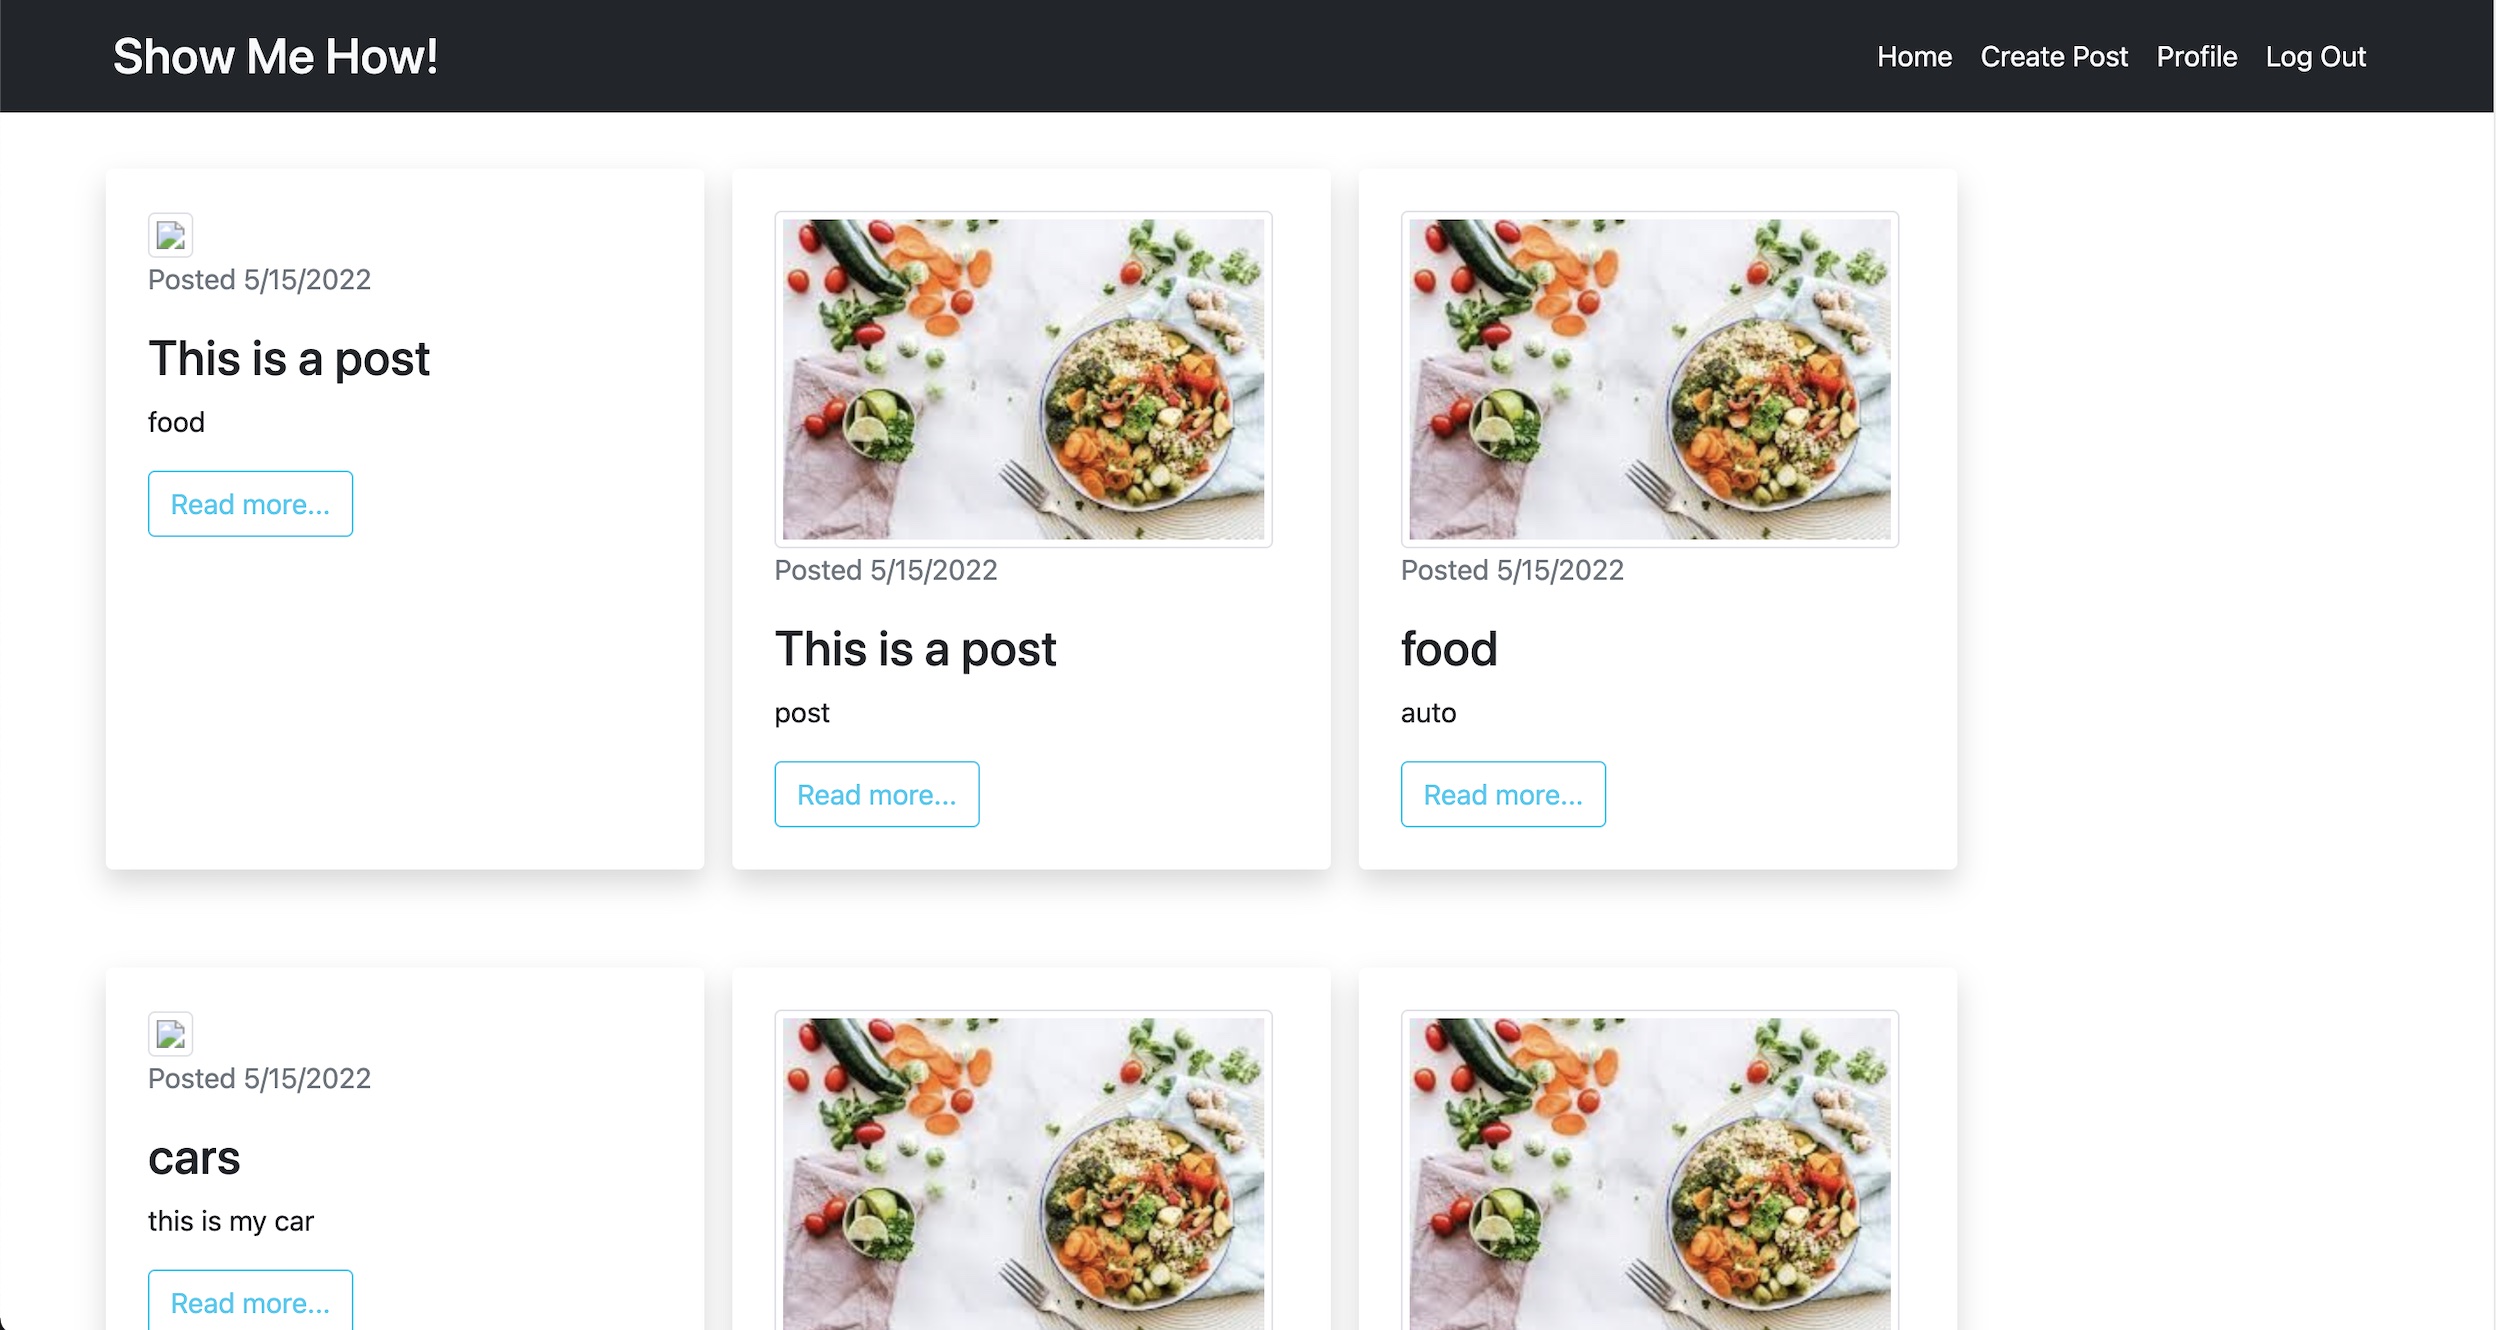 Show Me How!
Home Create Post Profile Log Out
Posted 5/15/2022
This is a post
food
Read more...
Posted 5/15/2022
This is a post
post
Read more...
Posted 5/15/2022
food
auto
Read more...
Posted 5/15/2022
cars
this is my car
Read more...